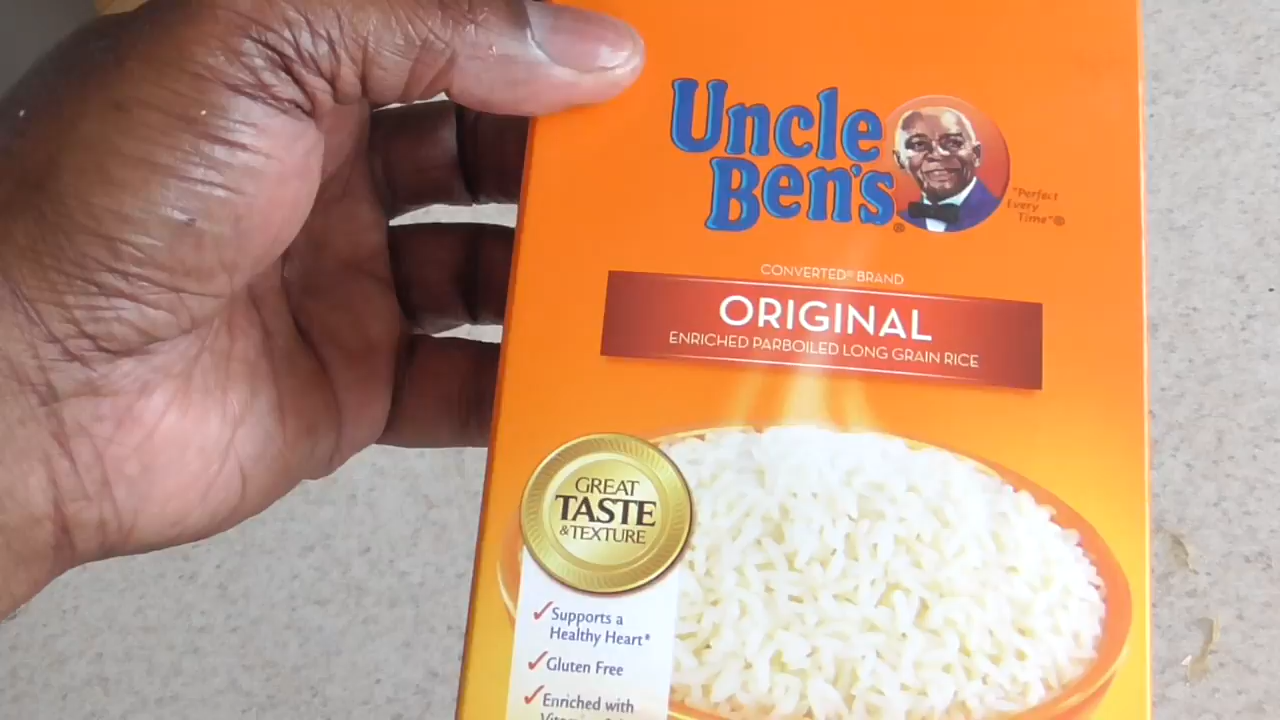 Uncle
Ben's®
"Perfect
Every
Time"®
CONVERTED® BRAND
ORIGINAL
ENRICHED PARBOILED LONG GRAIN RICE
GREAT
TASTE
& TEXTURE
✓ Supports a
Healthy Heart*
✓ Gluten Free
✓ Enriched with